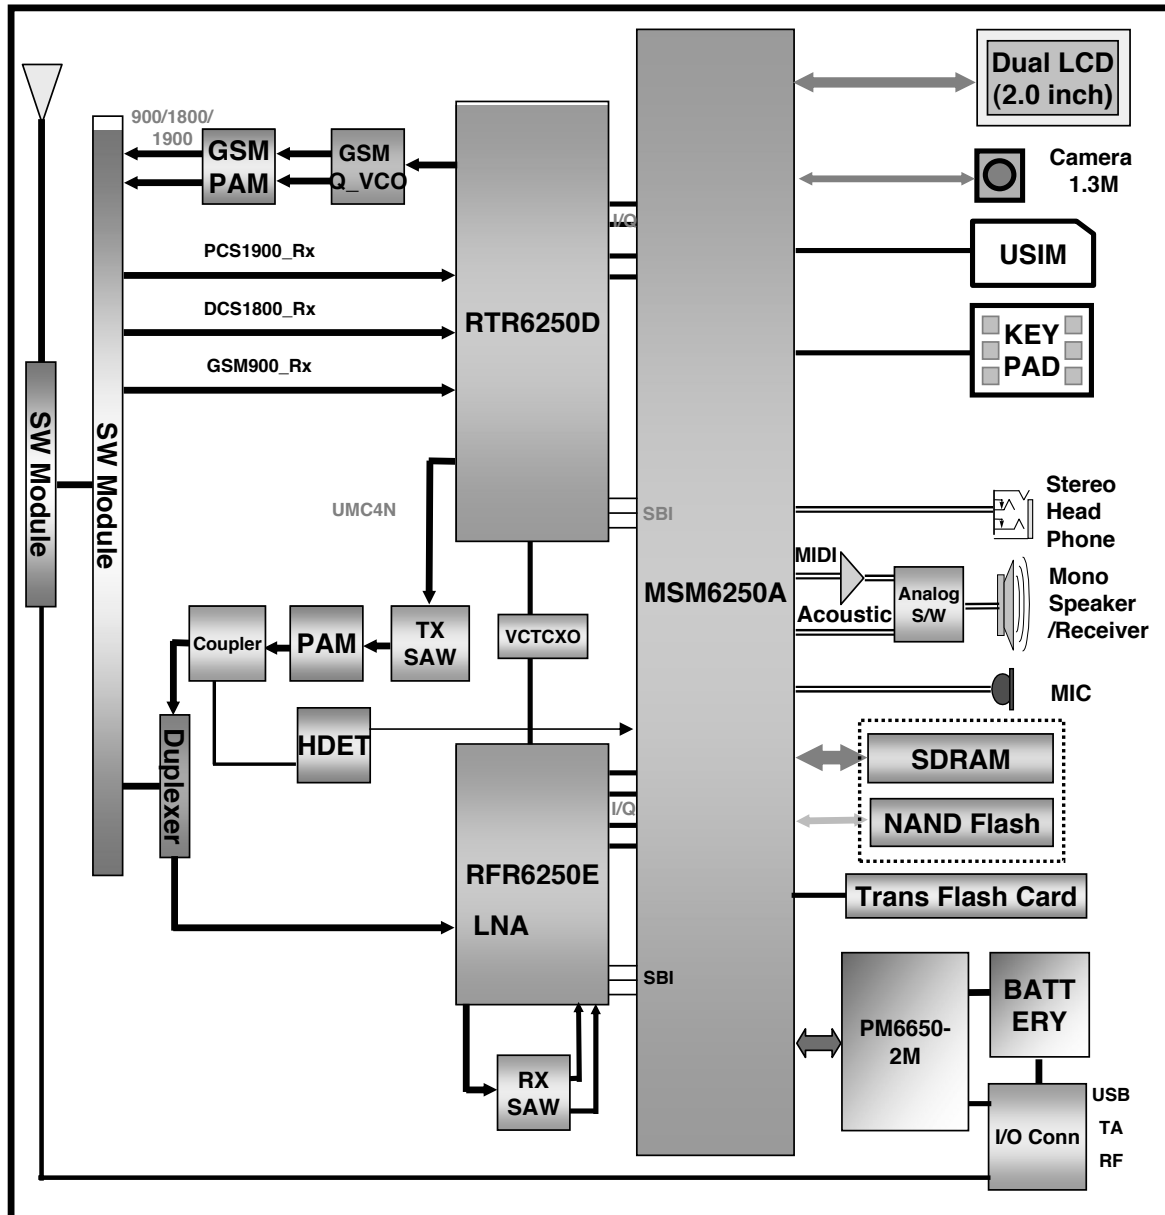 Dual LCD
(2.0 inch)
900/1800/
1900
GSM
PAM
GSM
Q_VCO
Camera
1.3M
I/Q
USIM
PCS1900_Rx
DCS1800_Rx
GSM900_Rx
RTR6250D
KEY
PAD
SW Module
SW Module
UMC4N
SBI
Stereo
Head
Phone
MSM6250A
MIDI
Acoustic
Analog
S/W
Mono
Speaker
/Receiver
Coupler
PAM
TX
SAW
VCTCXO
MIC
HDET
Duplexer
SDRAM
NAND Flash
I/Q
RFR6250E
LNA
Trans Flash Card
SBI
PM6650-
2M
BATT
ERY
RX
SAW
I/O Conn
USB
TA
RF